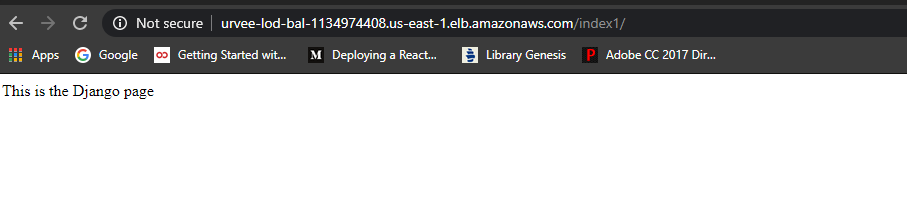 Not secure urvee-lod-bal-1134974408.us-east-1.elb.amazonaws.com/index1/
Apps Google Getting Started wit... M Deploying a React... Library Genesis P Adobe CC 2017 Dir...
This is the Django page